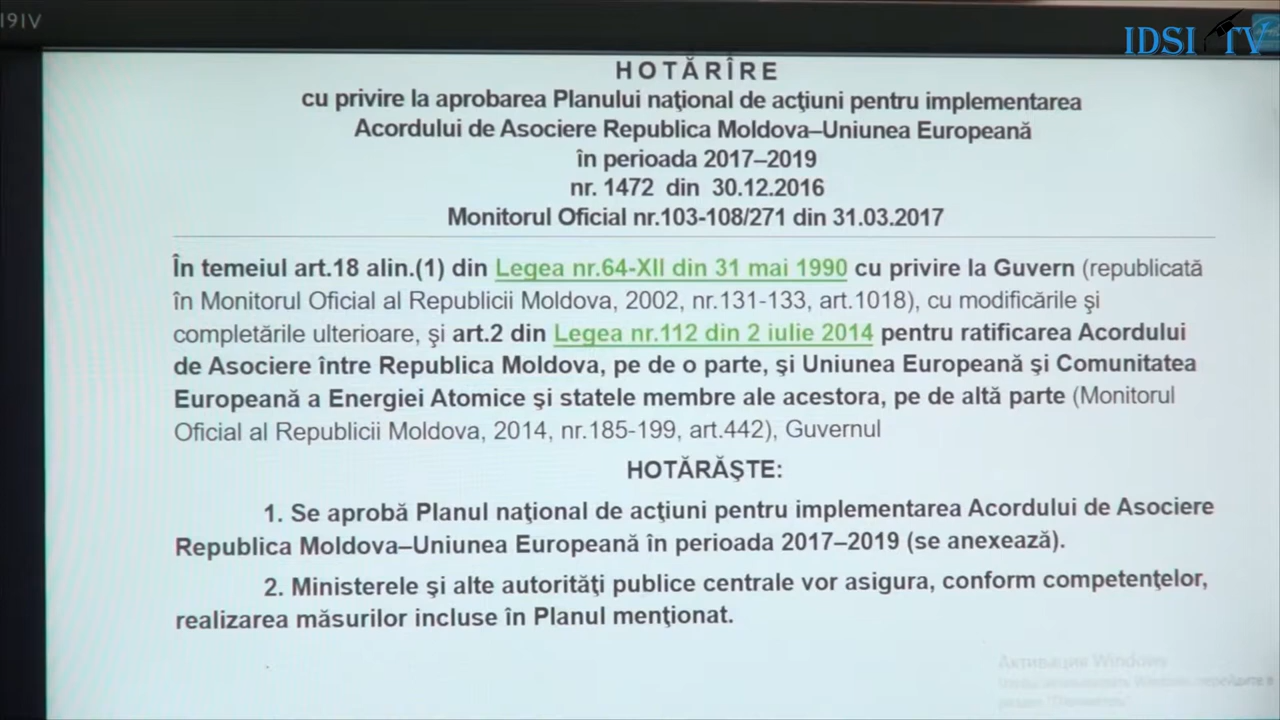 IDSI TV
HOTĂRÎRE
cu privire la aprobarea Planului naţional de acţiuni pentru implementarea
Acordului de Asociere Republica Moldova–Uniunea Europeană
în perioada 2017–2019
nr. 1472 din 30.12.2016
Monitorul Oficial nr.103-108/271 din 31.03.2017
În temeiul art.18 alin.(1) din Legea nr.64-XII din 31 mai 1990 cu privire la Guvern (republicată
în Monitorul Oficial al Republicii Moldova, 2002, nr.131-133, art.1018), cu modificările şi
completările ulterioare, şi art.2 din Legea nr.112 din 2 iulie 2014 pentru ratificarea Acordului
de Asociere între Republica Moldova, pe de o parte, şi Uniunea Europeană şi Comunitatea
Europeană a Energiei Atomice şi statele membre ale acestora, pe de altă parte (Monitorul
Oficial al Republicii Moldova, 2014, nr.185-199, art.442), Guvernul
HOTĂRĂŞTE:
1. Se aprobă Planul naţional de acţiuni pentru implementarea Acordului de Asociere
Republica Moldova–Uniunea Europeană în perioada 2017–2019 (se anexează).
2. Ministerele şi alte autorităţi publice centrale vor asigura, conform competenţelor,
realizarea măsurilor incluse în Planul menţionat.
Активация Windows